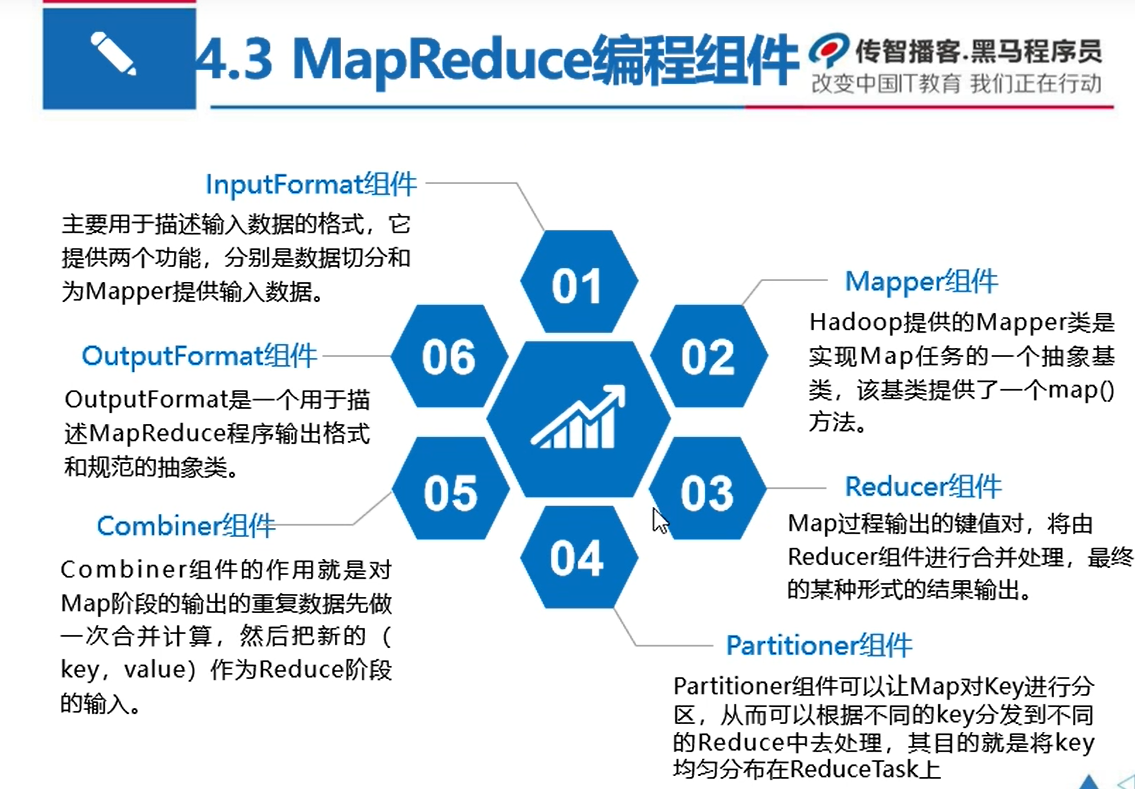 4.3 MapReduce编程组件
传智播客.黑马程序员
改变中国IT教育 我们正在行动
InputFormat组件
主要用于描述输入数据的格式，它
提供两个功能，分别是数据切分和
为Mapper提供输入数据。
01
Mapper组件
Hadoop提供的Mapper类是
实现Map任务的一个抽象基
类，该基类提供了一个map()
方法。
02
Reducer组件
Map过程输出的键值对，将由
Reducer组件进行合并处理，最终
的某种形式的结果输出。
03
Partitioner组件
Partitioner组件可以让Map对Key进行分
区，从而可以根据不同的key分发到不同
的Reduce中去处理，其目的就是将key
均匀分布在ReduceTask上
04
Combiner组件
Combiner组件的作用就是对
Map阶段的输出的重复数据先做
一次合并计算，然后把新的（
key，value）作为Reduce阶段
的输入。
05
OutputFormat组件
OutputFormat是一个用于描
述MapReduce程序输出格式
和规范的抽象类。
06